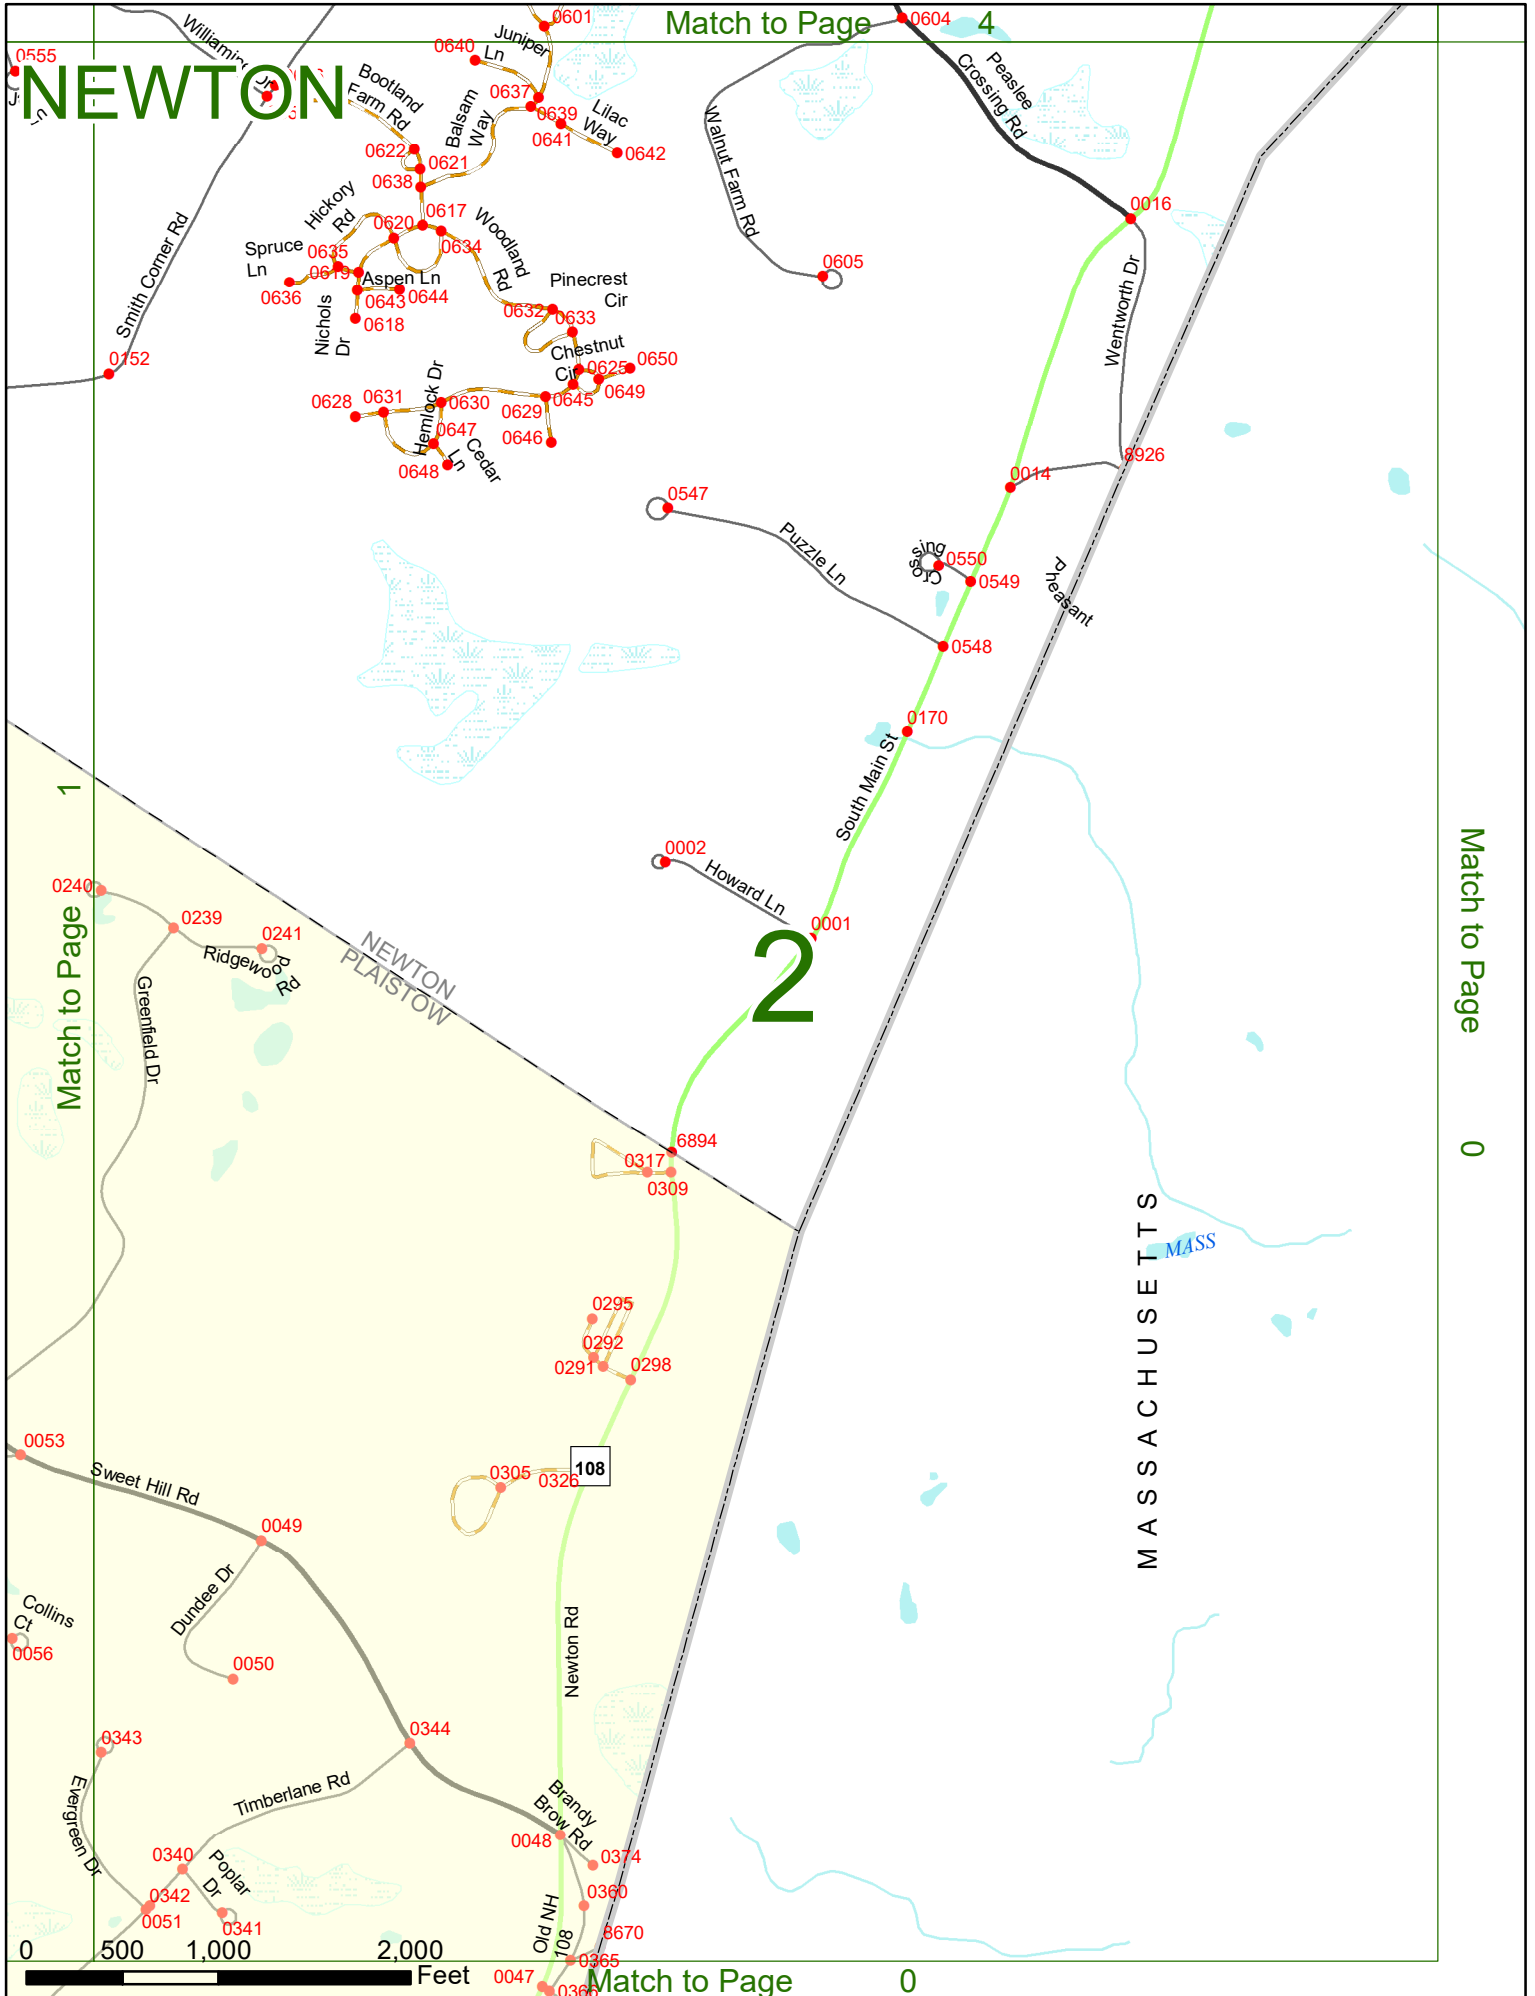 Match to Page 4
NEWTON
0555
0601
0604
Juniper
Ln
0640
Bootland
Farm Rd
Balsam
Way
0637
0639
0641
Lilac
Way
0642
0622
0621
0638
Peaslee
Crossing Rd
Walnut Farm Rd
0016
0605
Wentworth Dr
Smith Corner Rd
0152
Hickory
Rd
0617
0620
0634
Woodland
Rd
Spruce
Ln
0635
0619
0636
Aspen Ln
0643
0644
0618
Nichols
Dr
Pinecrest
Cir
0632
0633
Chestnut
Cir
0625
0650
0649
0645
0629
0646
0628
0631
0630
Hemlock Dr
0647
0648
Cedar
Ln
8926
0014
0547
Puzzle Ln
Crossing
0550
0549
Pheasant
0548
0170
South Main St
0002
Howard Ln
0001
2
Match to Page 1
Match to Page 0
0240
0239
0241
Ridgewood
Rd
Greenfield Dr
NEWTON
PLAISTOW
6894
0317
0309
MASSACHUSETTS
MASS
0295
0292
0291
0298
108
0305
0326
0053
Sweet Hill Rd
0049
Dundee Dr
0050
Collins
Ct
0056
Newton Rd
0343
0344
Evergreen Dr
Timberlane Rd
Brandy
Brow Rd
0048
0374
0340
Poplar
Dr
0342
0051
0341
0360
Old NH
108
8670
0365
0047
0366
0 500 1,000 2,000
Feet
Match to Page 0